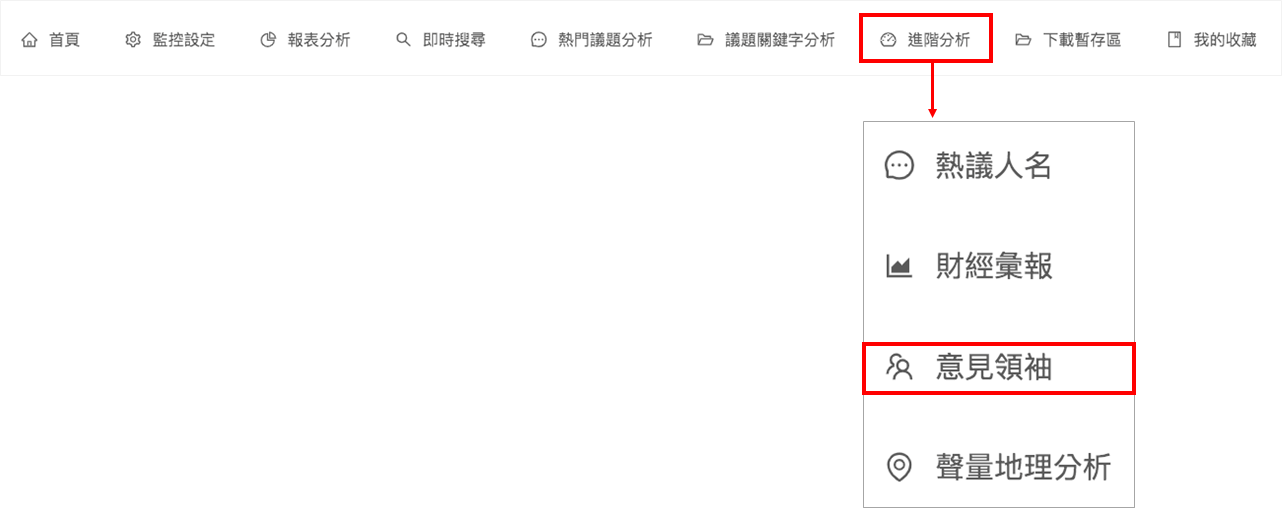 首頁 監控設定 報表分析 即時搜尋 熱門議題分析 議題關鍵字分析 進階分析 下載暫存區 我的收藏
熱議人名
財經彙報
意見領袖
聲量地理分析